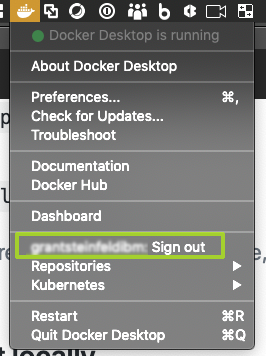 Docker Desktop is running
About Docker Desktop
Preferences... ⌘,
Check for Updates...
Troubleshoot
Documentation
Docker Hub
Dashboard
Sign out
Repositories
Kubernetes
Restart ⌘R
Quit Docker Desktop ⌘Q